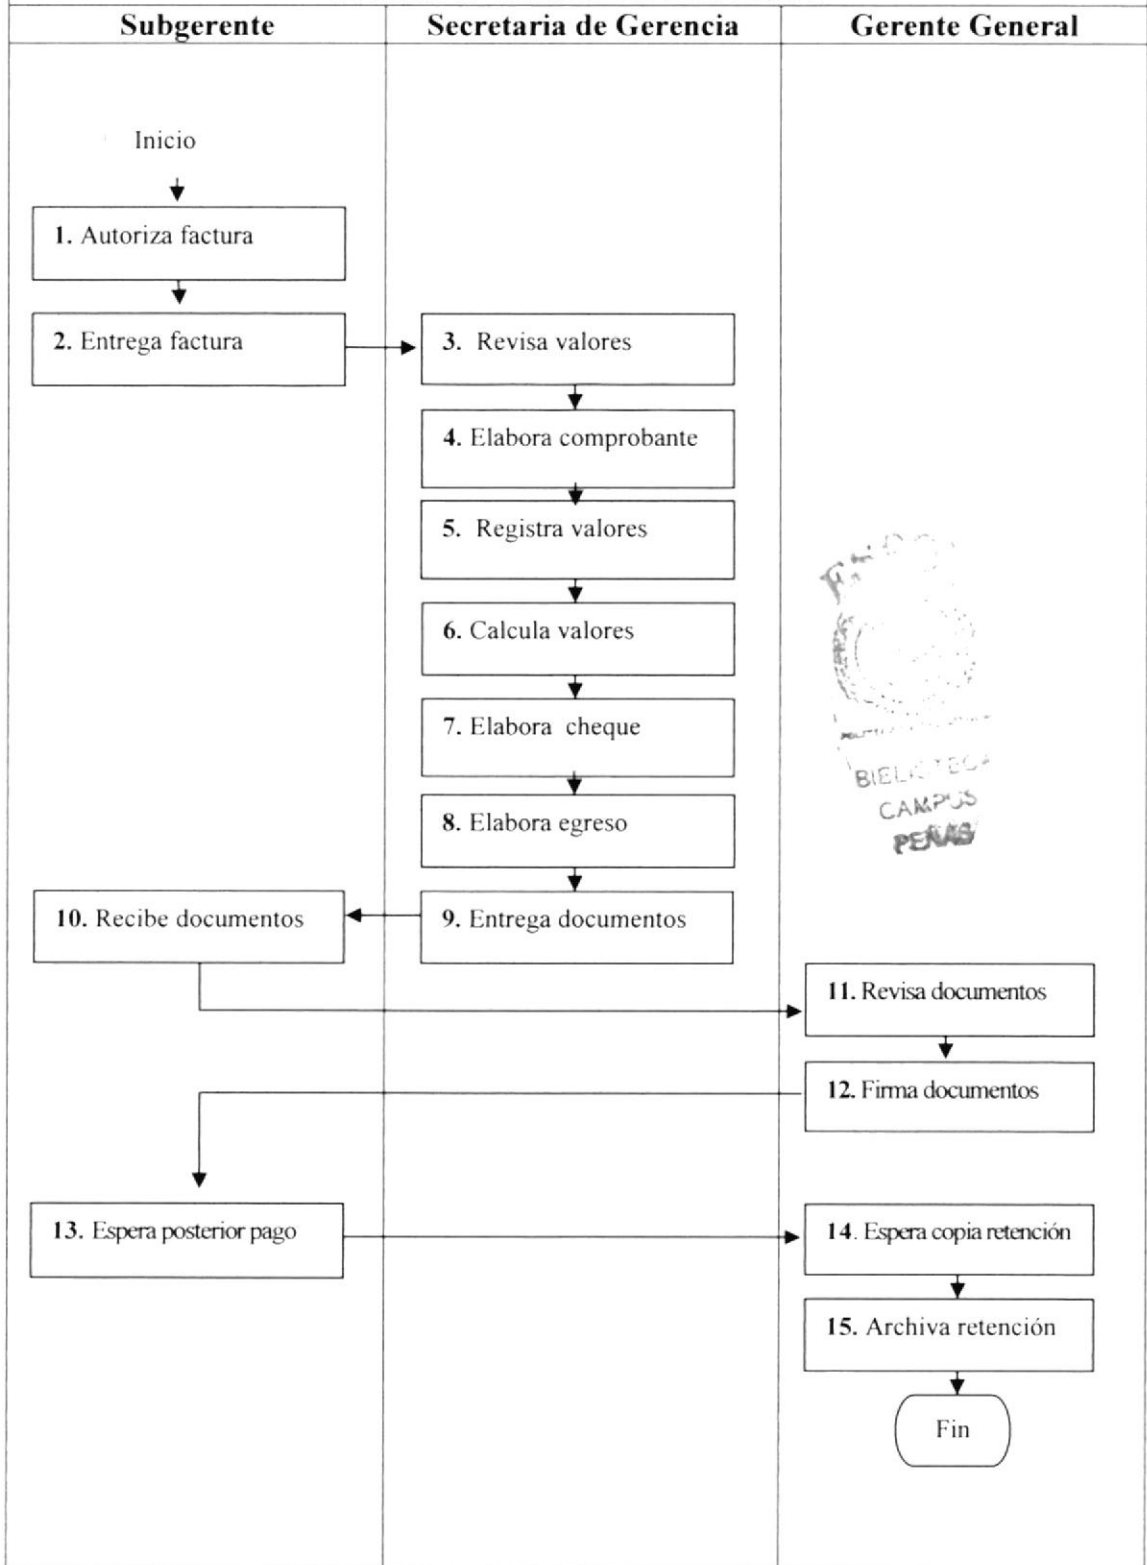 Subgerente
Secretaria de Gerencia
Gerente General
Inicio
1. Autoriza factura
2. Entrega factura
3. Revisa valores
4. Elabora comprobante
5. Registra valores
6. Calcula valores
7. Elabora cheque
8. Elabora egreso
9. Entrega documentos
10. Recibe documentos
11. Revisa documentos
12. Firma documentos
13. Espera posterior pago
14. Espera copia retención
15. Archiva retención
Fin
CAMPUS
PEÑAS